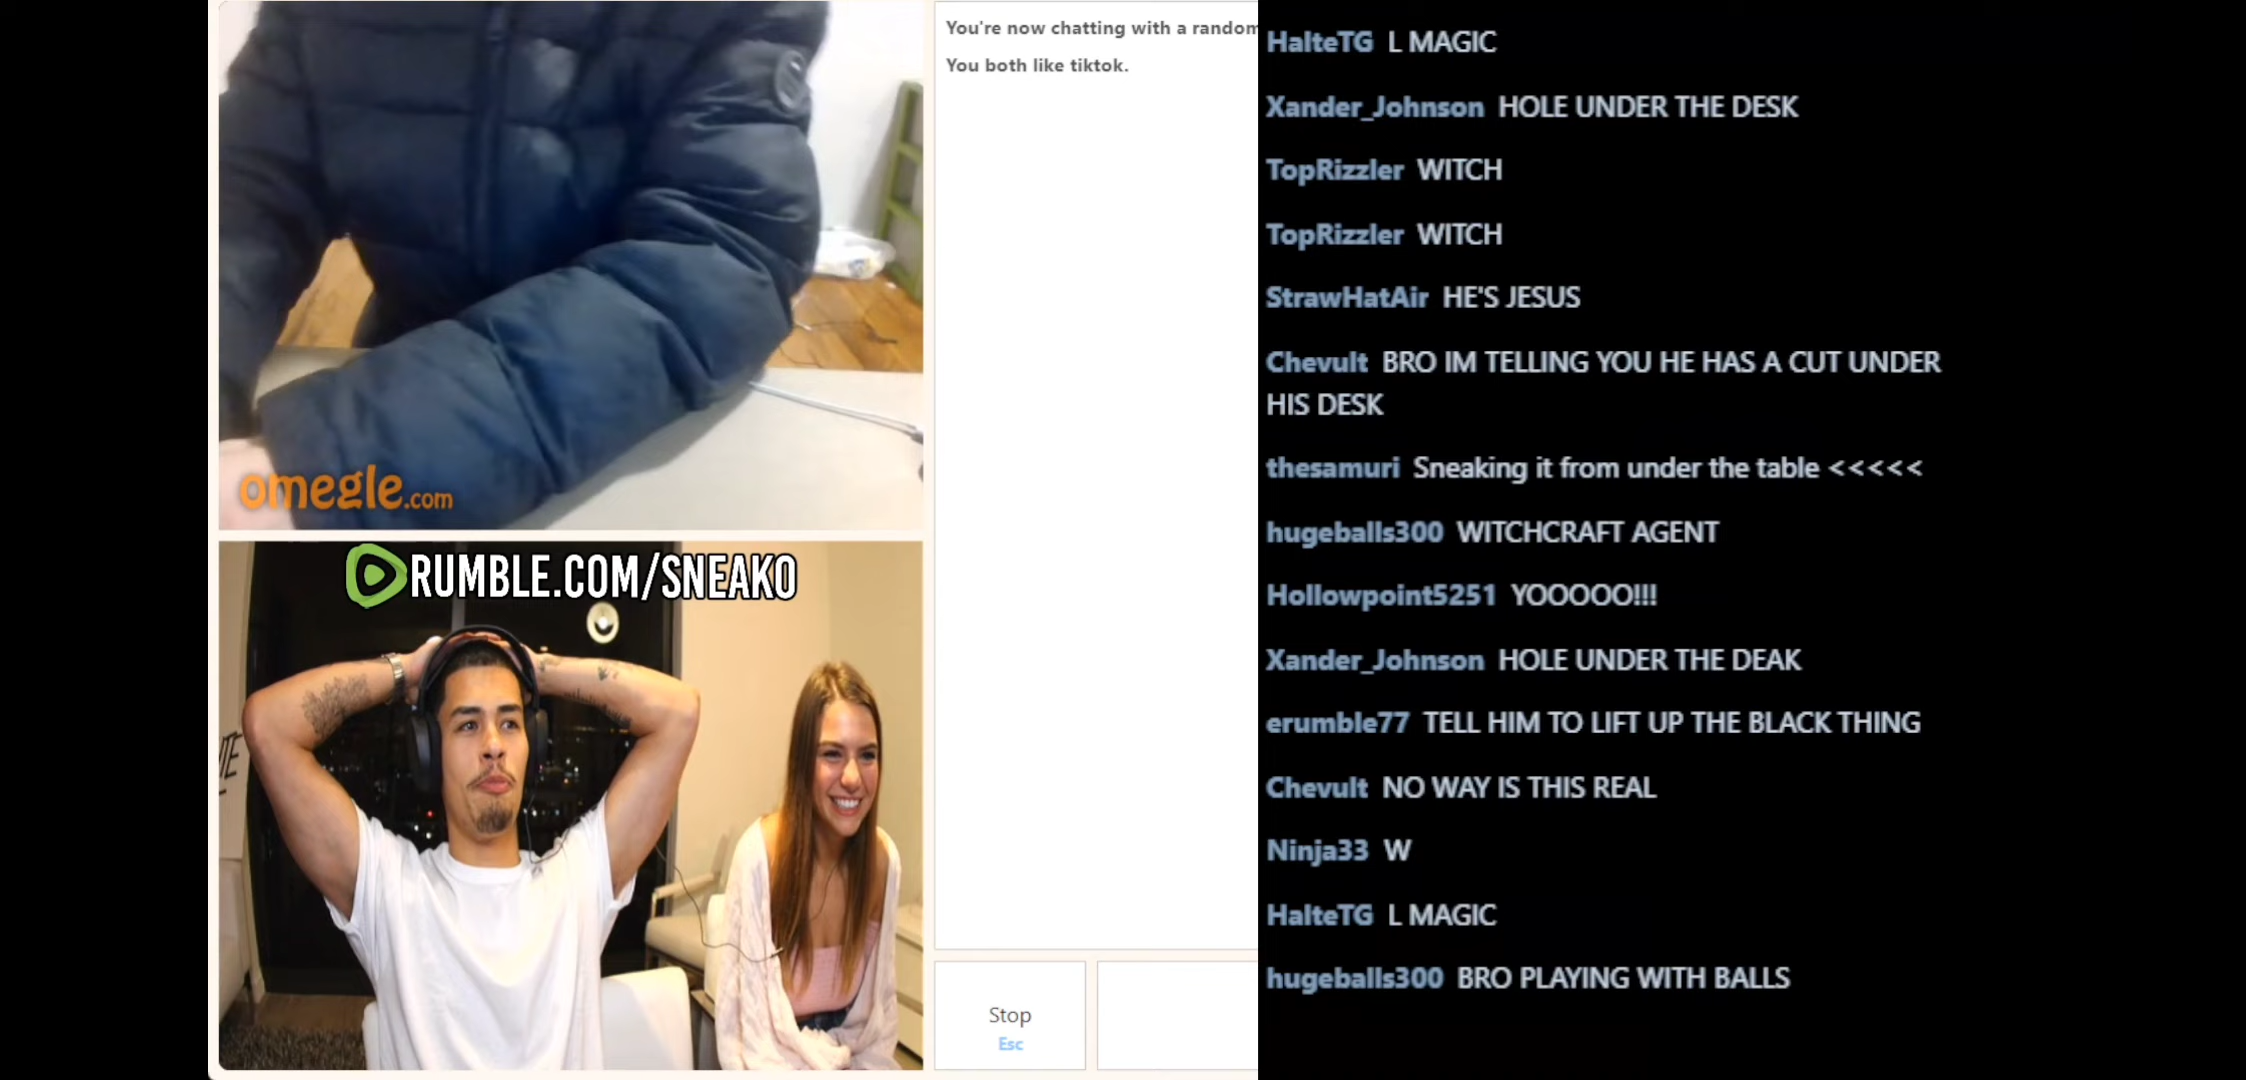 You're now chatting with a random
You both like tiktok.
omegle.com
RUMBLE.COM/SNEAKO
Stop
Esc
HalteTG L MAGIC
Xander_Johnson HOLE UNDER THE DESK
TopRizzler WITCH
TopRizzler WITCH
StrawHatAir HE'S JESUS
Chevult BRO IM TELLING YOU HE HAS A CUT UNDER
HIS DESK
thesamuri Sneaking it from under the table <<<<<
hugeballs300 WITCHCRAFT AGENT
Hollowpoint5251 YOOOOO!!!
Xander_Johnson HOLE UNDER THE DEAK
erumble77 TELL HIM TO LIFT UP THE BLACK THING
Chevult NO WAY IS THIS REAL
Ninja33 W
HalteTG L MAGIC
hugeballs300 BRO PLAYING WITH BALLS